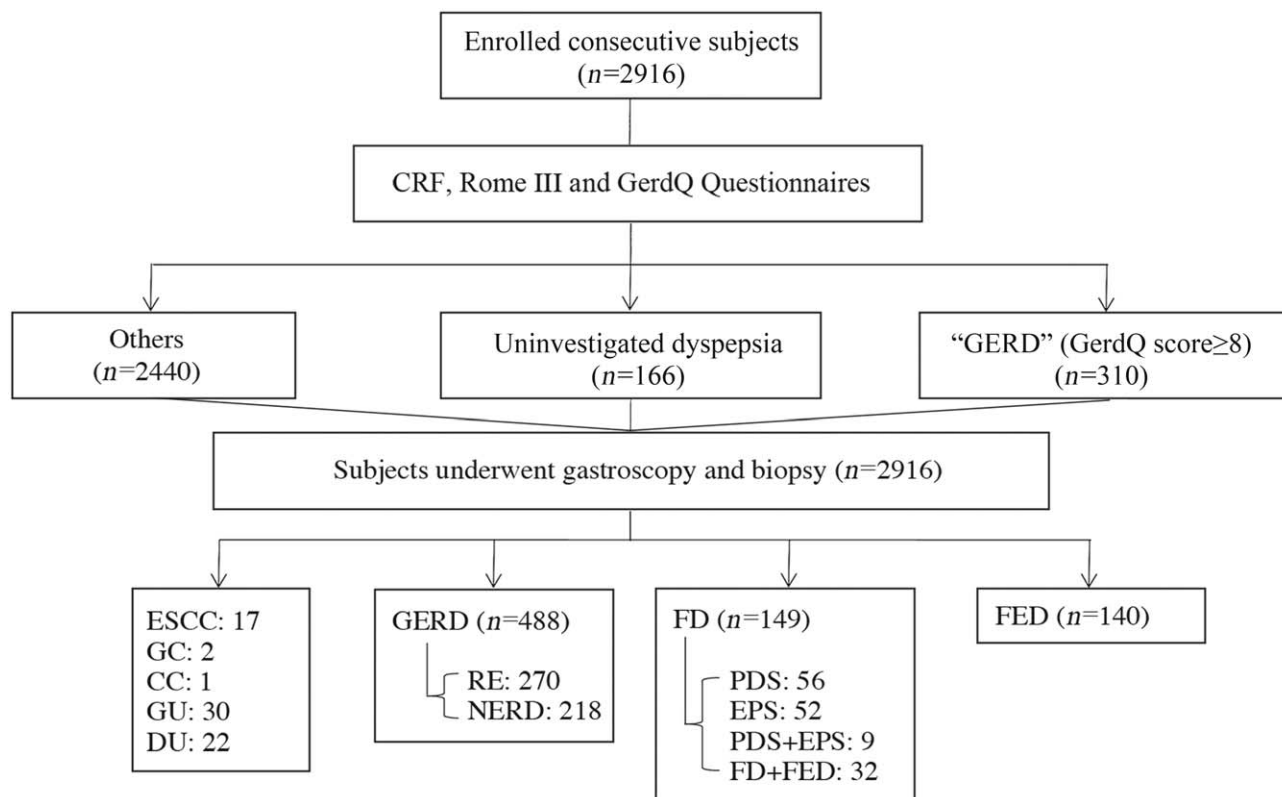 Enrolled consecutive subjects
(n=2916)
CRF, Rome III and GerdQ Questionnaires
Others
(n=2440)
Uninvestigated dyspepsia
(n=166)
“GERD” (GerdQ score≥8)
(n=310)
Subjects underwent gastroscopy and biopsy (n=2916)
ESCC: 17
GC: 2
CC: 1
GU: 30
DU: 22
GERD (n=488)
RE: 270
NERD: 218
FD (n=149)
PDS: 56
EPS: 52
PDS+EPS: 9
FD+FED: 32
FED (n=140)